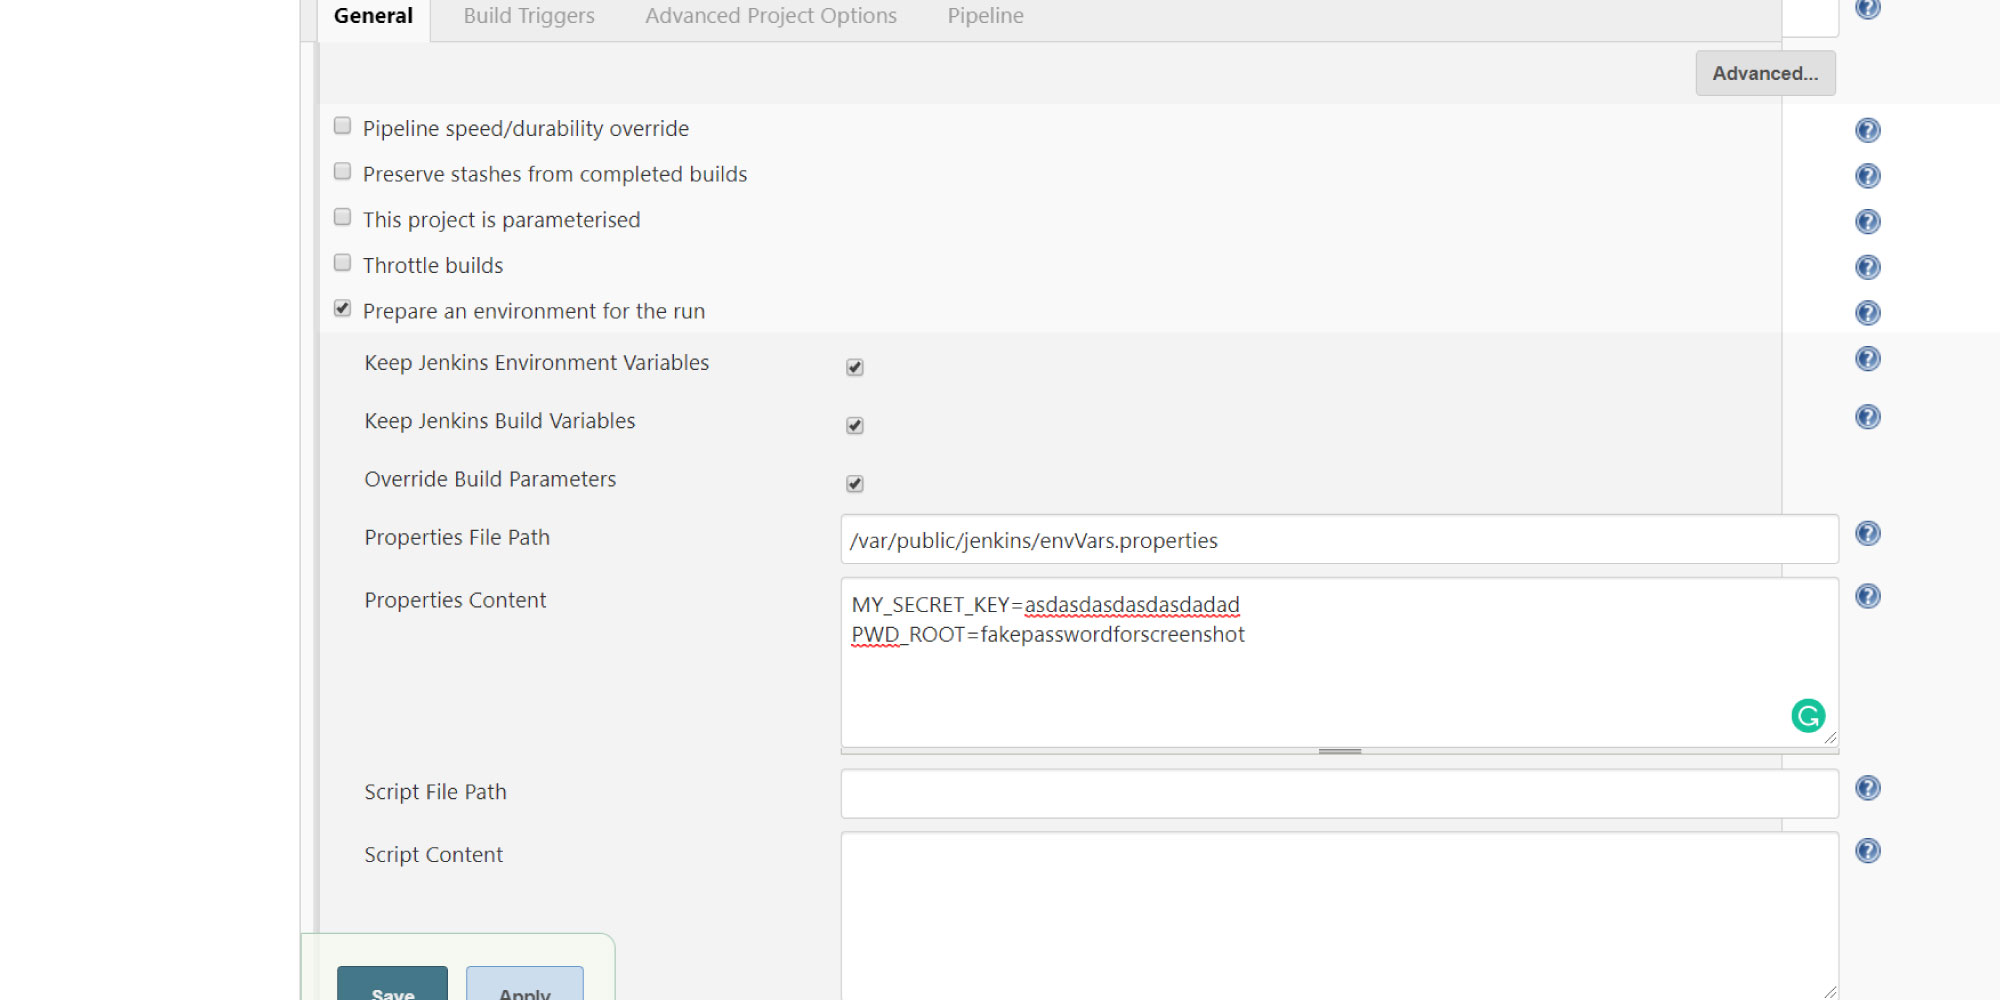 General Build Triggers Advanced Project Options Pipeline
Advanced...
Pipeline speed/durability override
Preserve stashes from completed builds
This project is parameterised
Throttle builds
Prepare an environment for the run
Keep Jenkins Environment Variables
Keep Jenkins Build Variables
Override Build Parameters
Properties File Path
/var/public/jenkins/envVars.properties
Properties Content
MY_SECRET_KEY=asdasdasdasdasdadad
PWD_ROOT=fakepasswordforscreenshot
Script File Path
Script Content
Save Apply